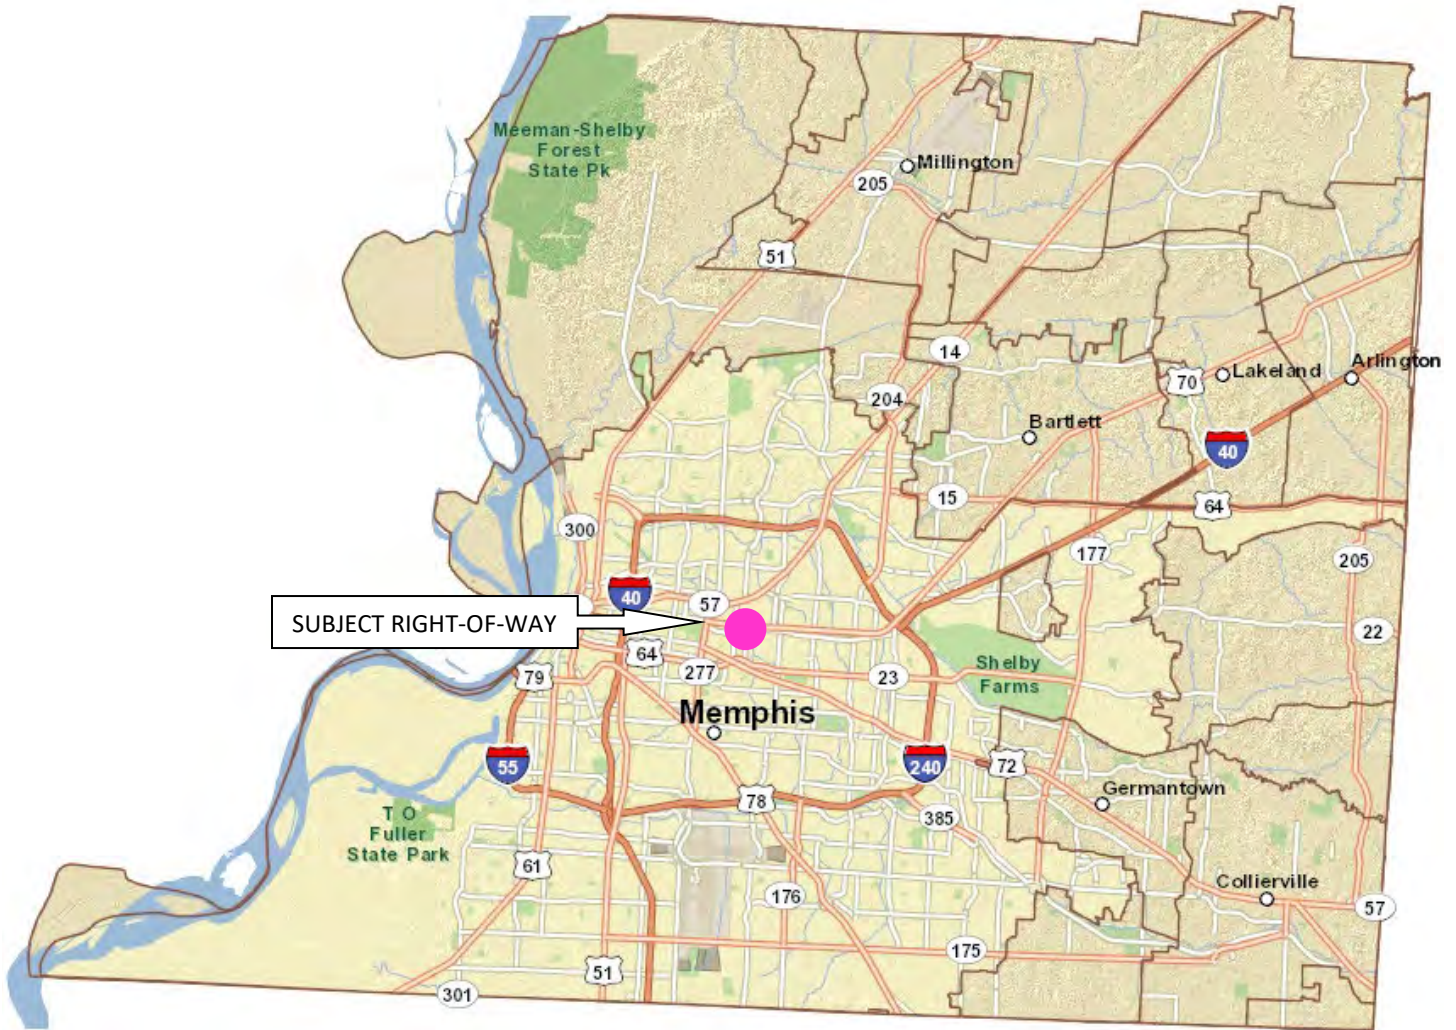 Meeman-Shelby
Forest
State Pk
Millington
205
51
14
Arlington
Lakeland
70
204
Bartlett
40
15
64
300
177
205
40
57
SUBJECT RIGHT-OF-WAY
22
64
Shelby
Farms
79
277
23
Memphis
55
240
72
78
Germantown
T O
Fuller
State Park
385
61
Collierville
176
57
175
51
301